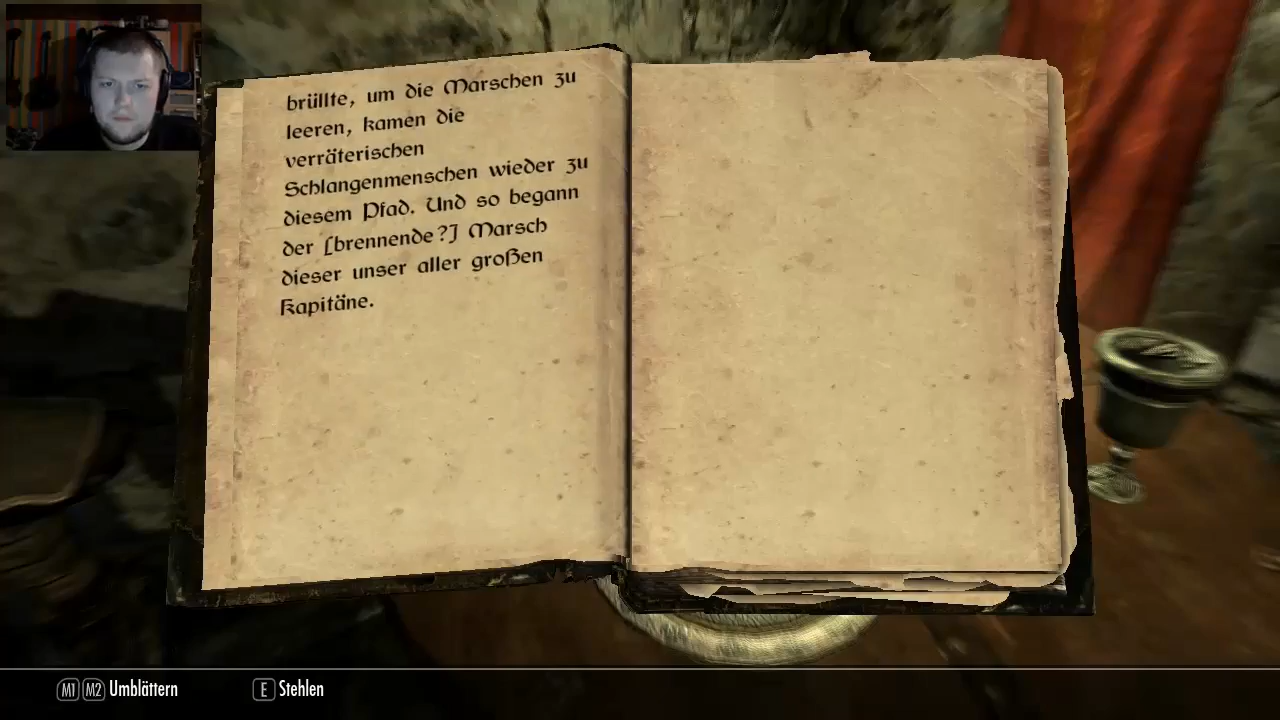 brüllte, um die Marschen zu
leeren, kamen die
verräterischen
Schlangenmenschen wieder zu
diesem Pfad. Und so begann
der [brennende?] Marsch
dieser unser aller großen
Kapitäne.
M1 M2 Umblättern
E Stehlen